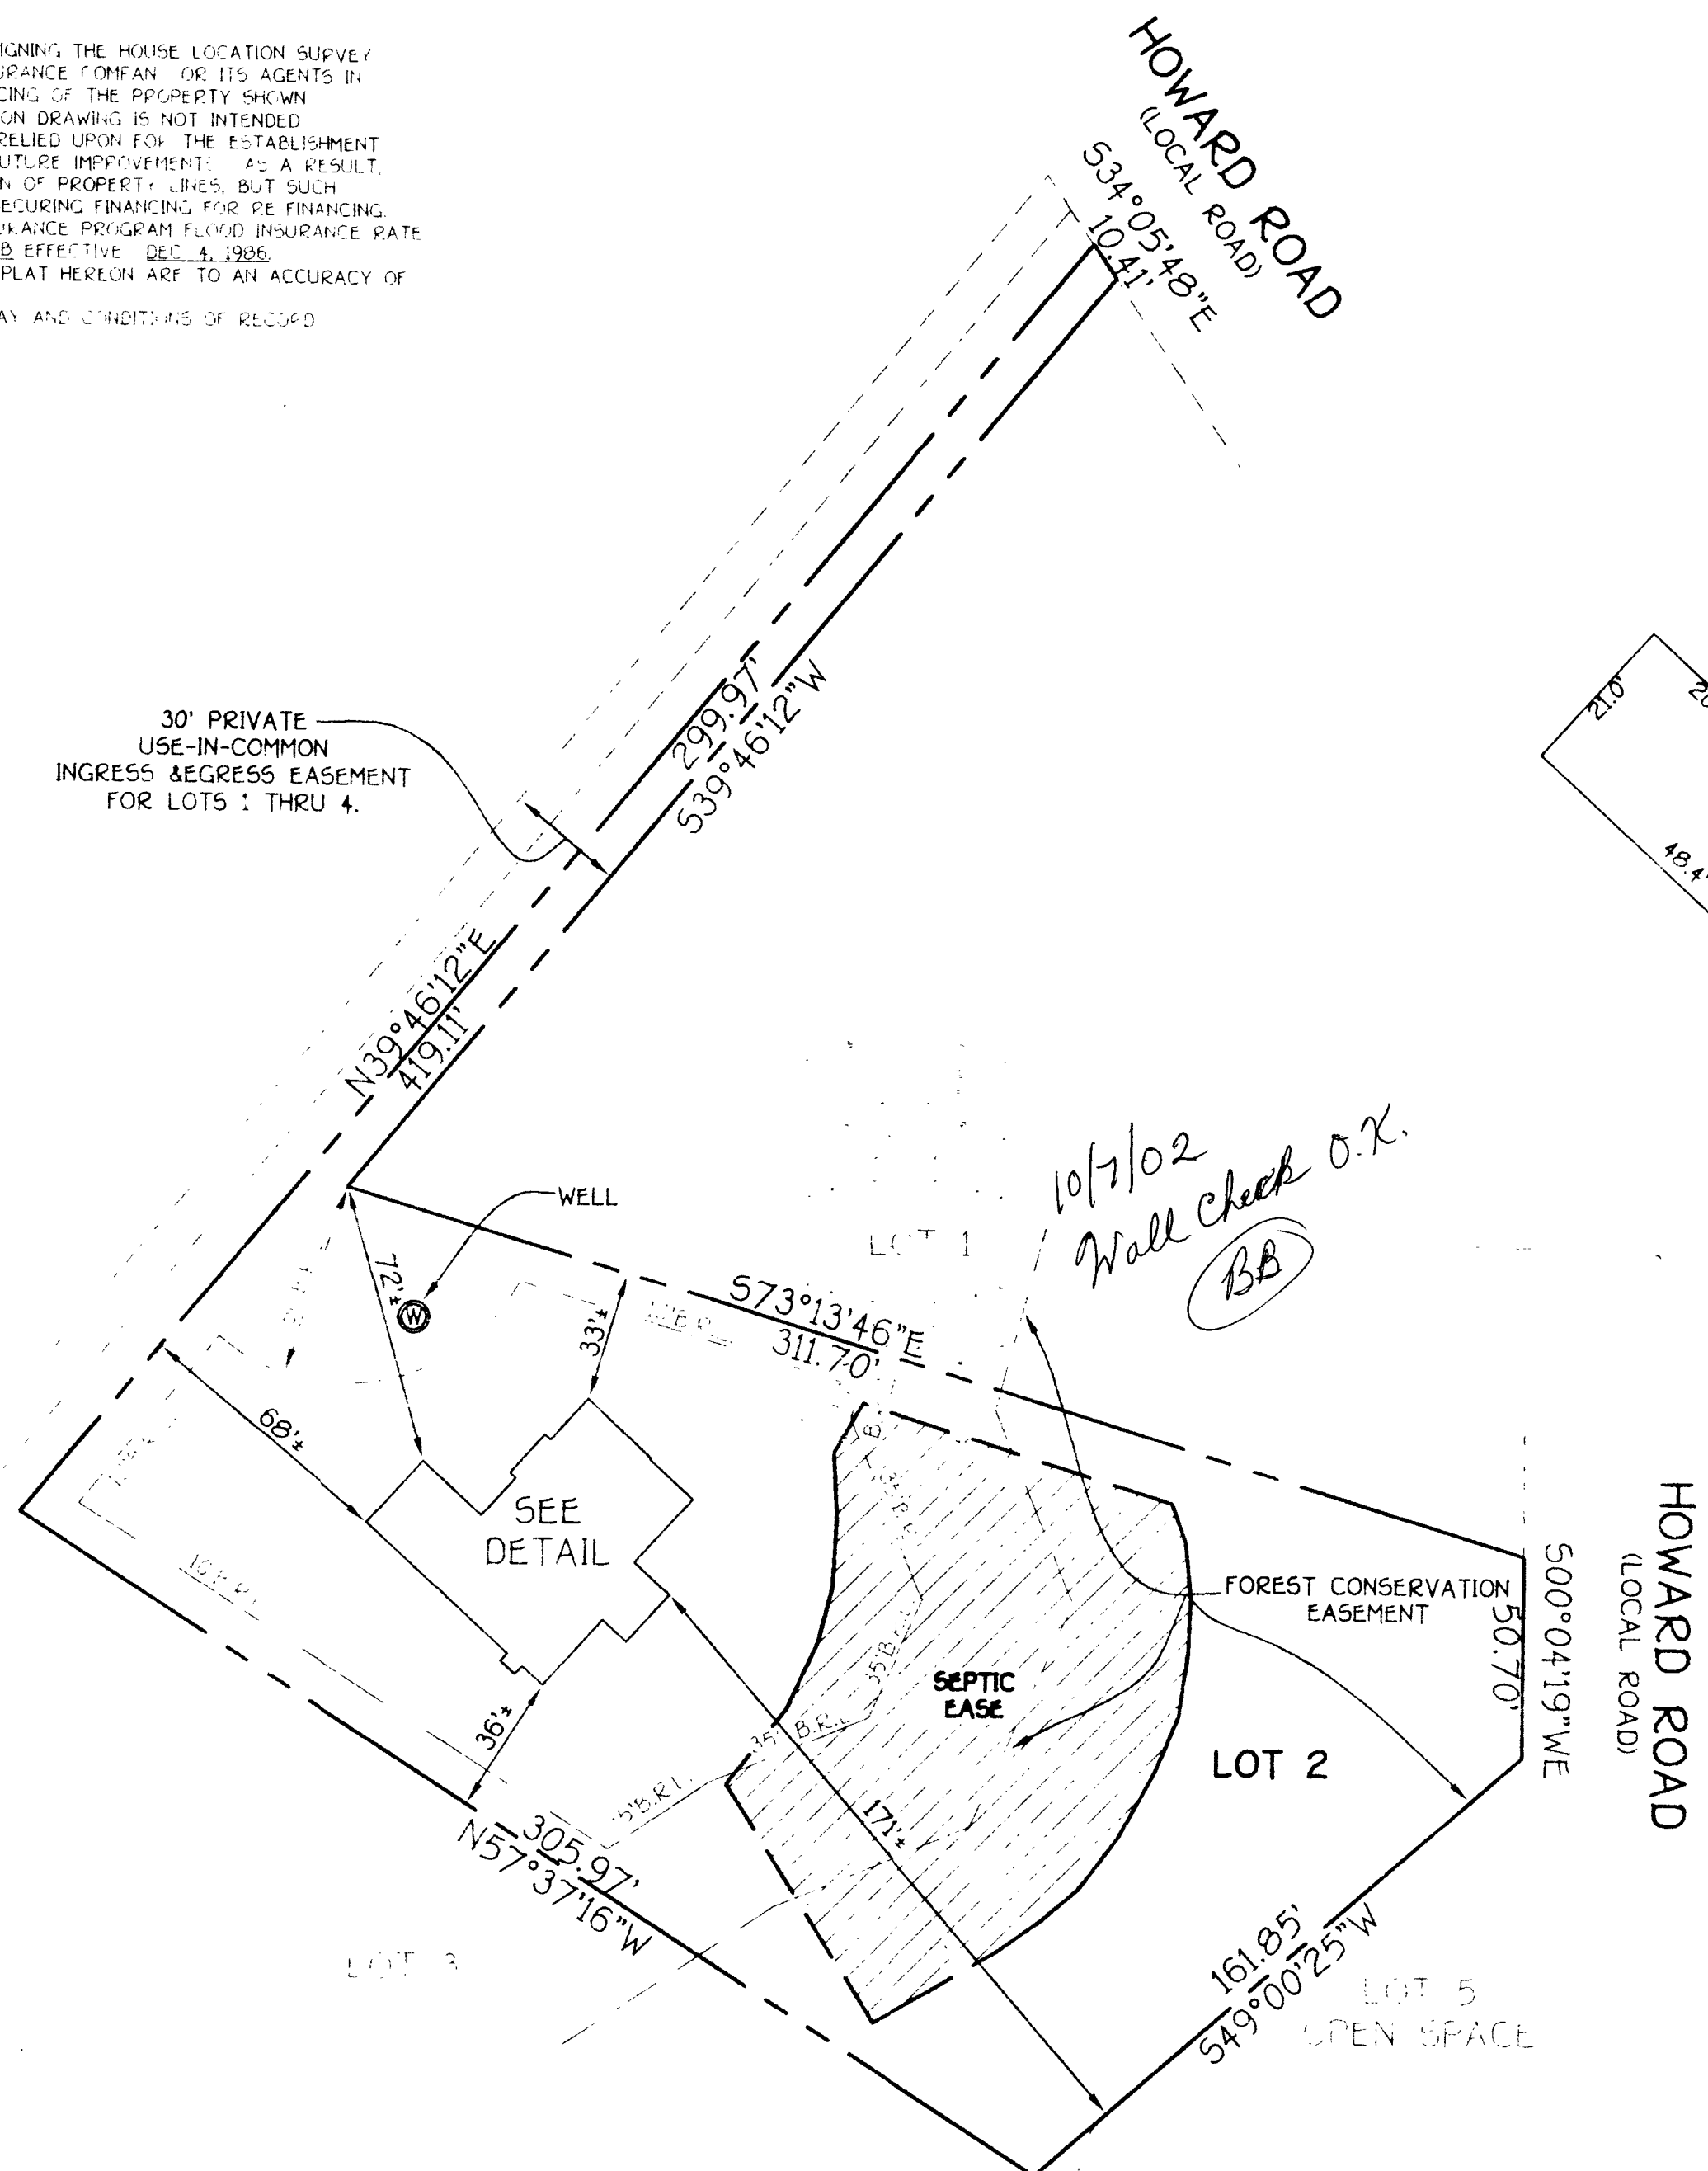 IGNING THE HOUSE LOCATION SURVEY
URANCE COMPAN OR ITS AGENTS IN
CING OF THE PROPERTY SHOWN
ON DRAWING IS NOT INTENDED
RELIED UPON FOR THE ESTABLISHMENT
UTURE IMPROVEMENTS AS A RESULT,
N OF PROPERTY LINES, BUT SUCH
ECURING FINANCING FOR RE-FINANCING.
URANCE PROGRAM FLOOD INSURANCE RATE
B EFFECTIVE DEC 4, 1986.
PLAT HEREON ARE TO AN ACCURACY OF
AY AND CONDITIONS OF RECORD
HOWARD ROAD
(LOCAL ROAD)
S34°05'48"E
10.41'
21.0'
20
48.4'
299.97'
S39°46'12"W
30' PRIVATE
USE-IN-COMMON
INGRESS &EGRESS EASEMENT
FOR LOTS 1 THRU 4.
N39°46'12"E
419.11'
10/7/02
Wall Check O.K.
BB
WELL
W
72'±
LOT 1
33'±
S73°13'46"E
311.70'
68'±
SEE
DETAIL
FOREST CONSERVATION
EASEMENT
50.70'
S00°04'19"WE
HOWARD ROAD
(LOCAL ROAD)
SEPTIC
EASE
35' B.R.L.
LOT 2
36'±
171'±
305.97'
N57°37'16"W
LOT 3
161.85'
S49°00'25"W
LOT 5
OPEN SPACE